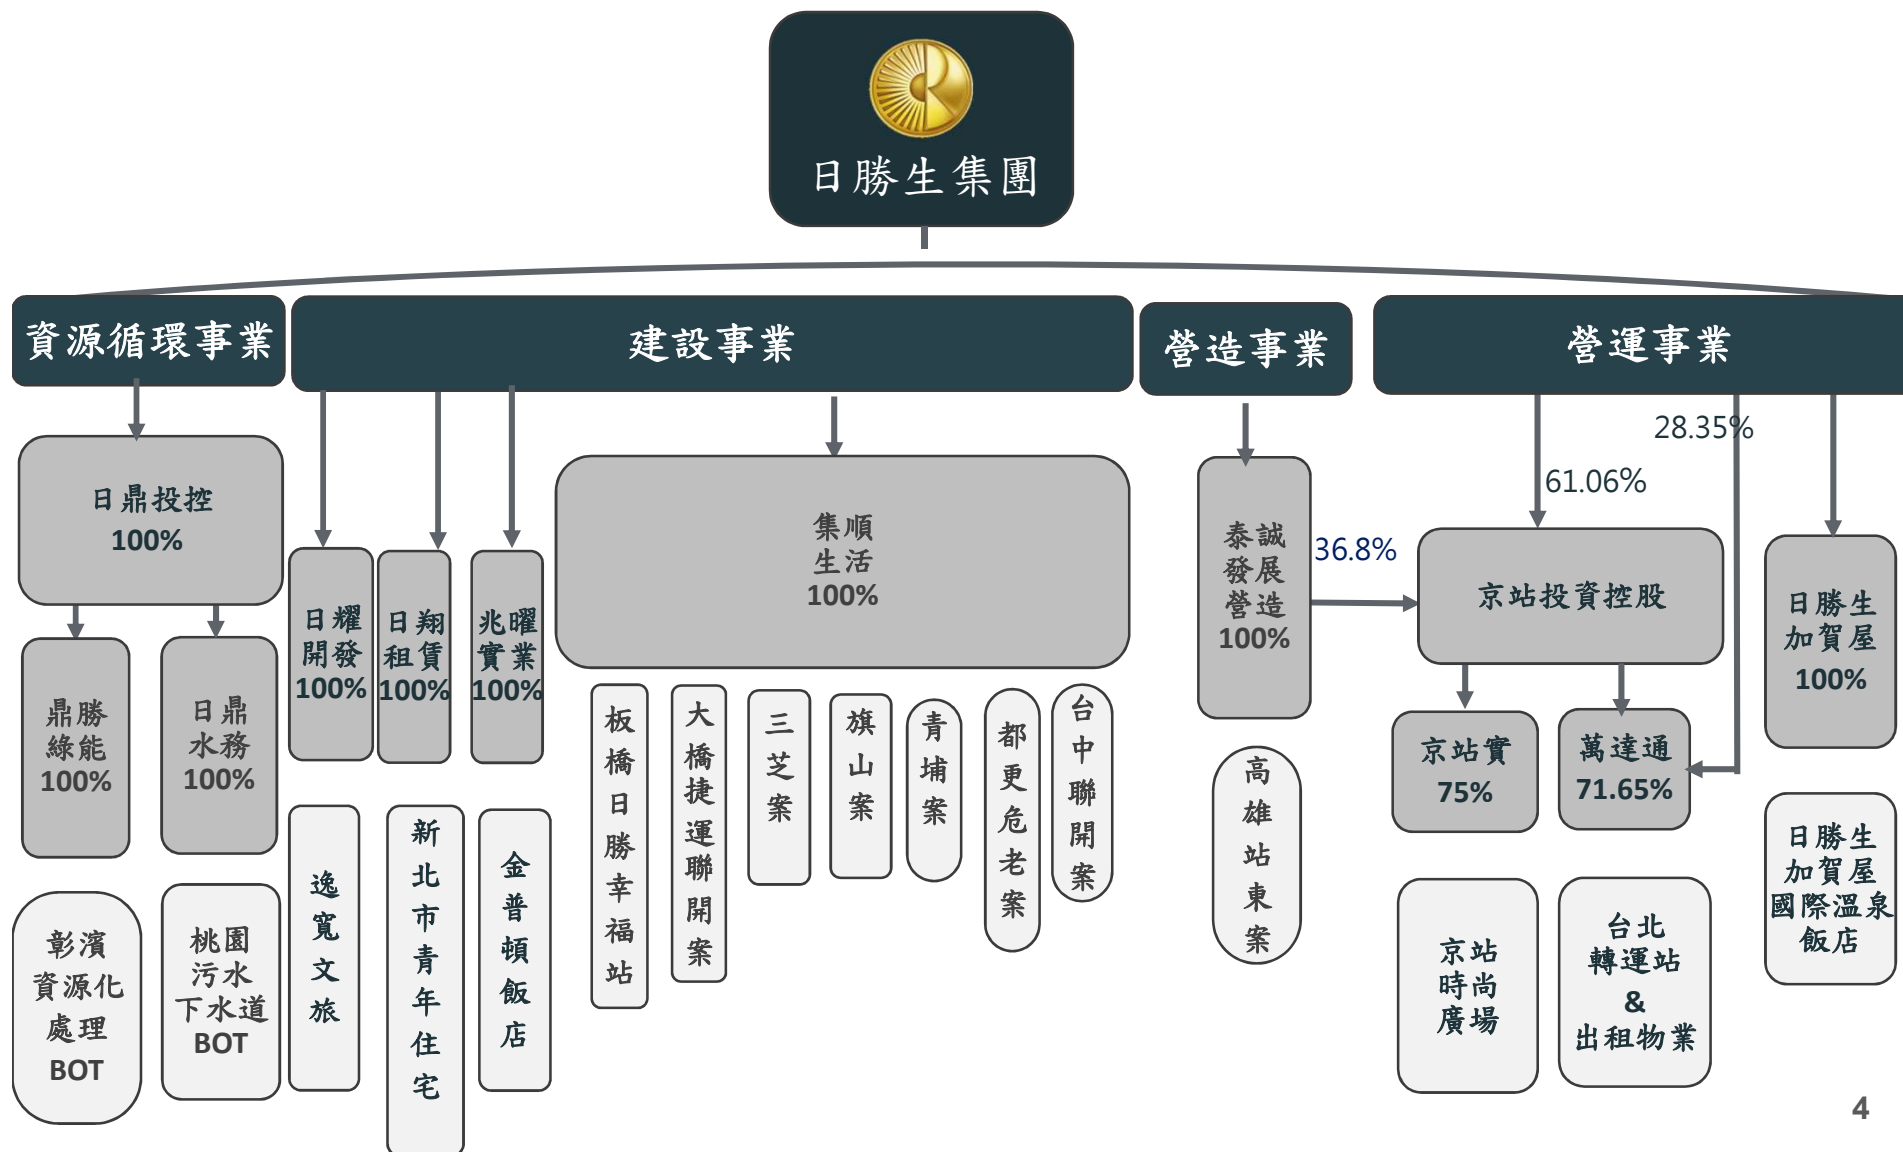 日勝生集團
資源循環事業
建設事業
營造事業
營運事業
28.35%
61.06%
36.8%
日鼎投控
100%
鼎勝
綠能
100%
日鼎
水務
100%
彰濱
資源化
處理
BOT
桃園
污水
下水道
BOT
日耀
開發
100%
日翔
租賃
100%
兆曜
實業
100%
逸寬文旅
新北市青年住宅
金普頓飯店
集順
生活
100%
板橋日勝幸福站
大橋捷運聯開案
三芝案
旗山案
青埔案
都更危老案
台中聯開案
泰誠
發展
營造
100%
高雄站東案
京站投資控股
京站實
75%
萬達通
71.65%
京站
時尚
廣場
台北
轉運站
&
出租物業
日勝生
加賀屋
100%
日勝生
加賀屋
國際溫泉
飯店
4